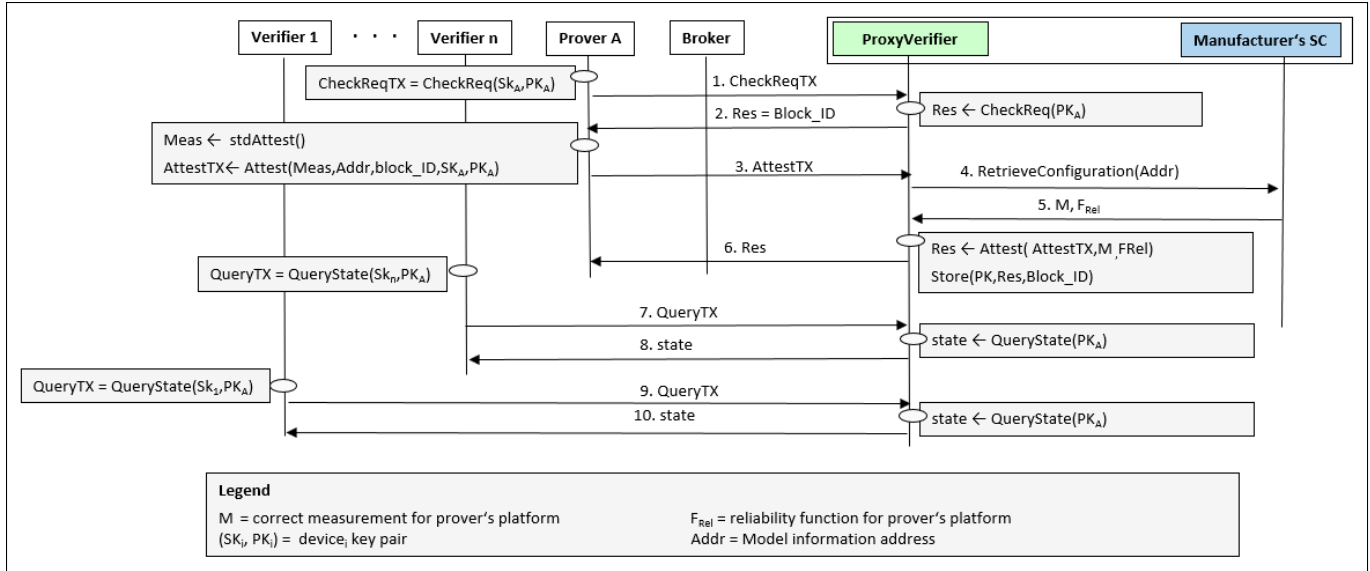 Verifier 1 · · · Verifier n Prover A Broker ProxyVerifier Manufacturer's SC
CheckReqTX = CheckReq(Sk_A,PK_A)
1. CheckReqTX
Res ← CheckReq(PK_A)
2. Res = Block_ID
Meas ← stdAttest()
AttestTX← Attest(Meas,Addr,block_ID,SK_A,PK_A)
3. AttestTX
4. RetrieveConfiguration(Addr)
5. M, F_Rel
6. Res
Res ← Attest( AttestTX,M,FRel)
Store(PK,Res,Block_ID)
QueryTX = QueryState(Sk_n,PK_A)
7. QueryTX
8. state
state ← QueryState(PK_A)
QueryTX = QueryState(Sk_1,PK_A)
9. QueryTX
10. state
state ← QueryState(PK_A)
Legend
M = correct measurement for prover's platform
F_Rel = reliability function for prover's platform
(SK_i, PK_i) = device_i key pair
Addr = Model information address